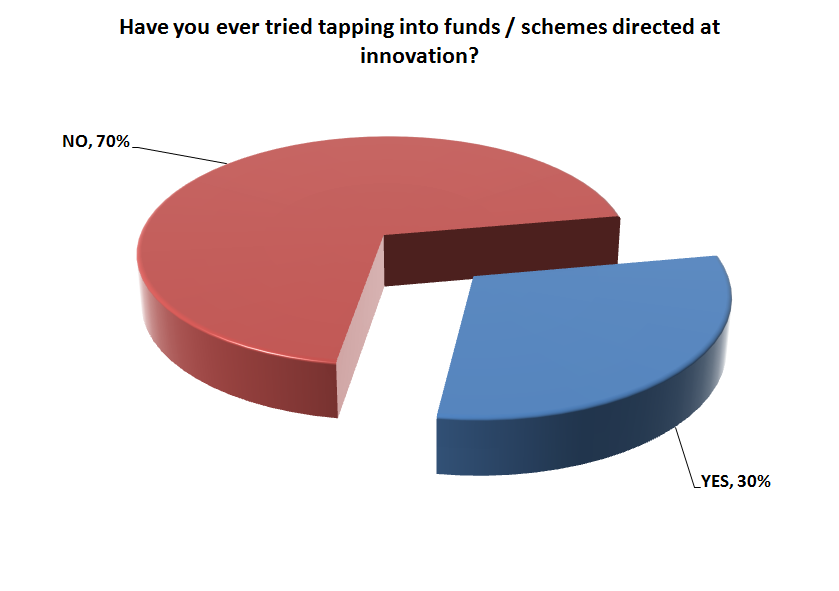 Have you ever tried tapping into funds / schemes directed at
innovation?
NO, 70%
YES, 30%